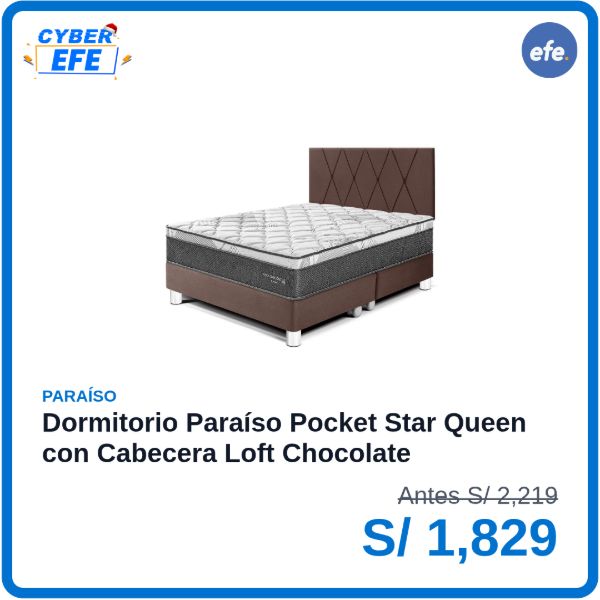 CYBER
EFE
efe.
PARAÍSO
Dormitorio Paraíso Pocket Star Queen
con Cabecera Loft Chocolate
Antes S/ 2,219
S/ 1,829